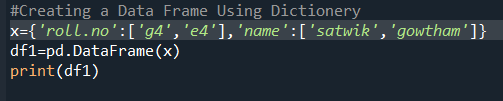 #Creating a Data Frame Using Dictionery
x={'roll.no':['g4','e4'],'name':['satwik','gowtham']}
df1=pd.DataFrame(x)
print(df1)